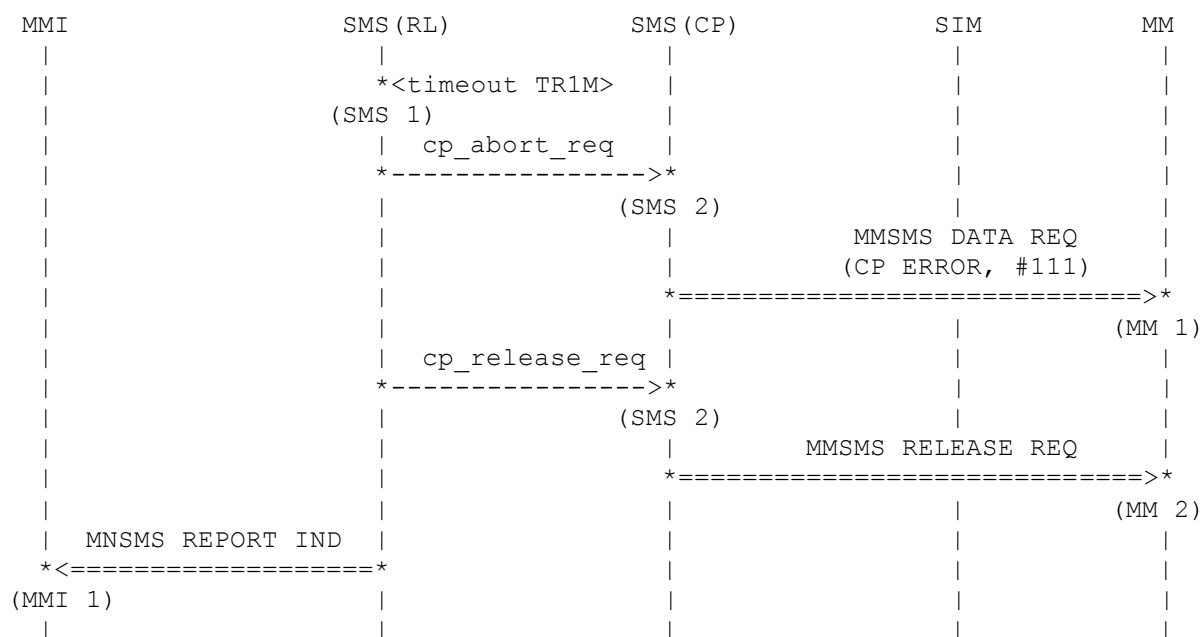 MMI SMS(RL) SMS(CP) SIM MM
*<timeout TR1M>
(SMS 1)
cp_abort_req
*---------------->*
(SMS 2)
MMSMS DATA REQ
(CP ERROR, #111)
*=============================>*
(MM 1)
cp_release_req
*---------------->*
(SMS 2)
MMSMS RELEASE REQ
*=============================>*
(MM 2)
MNSMS REPORT IND
*<===================*
(MMI 1)